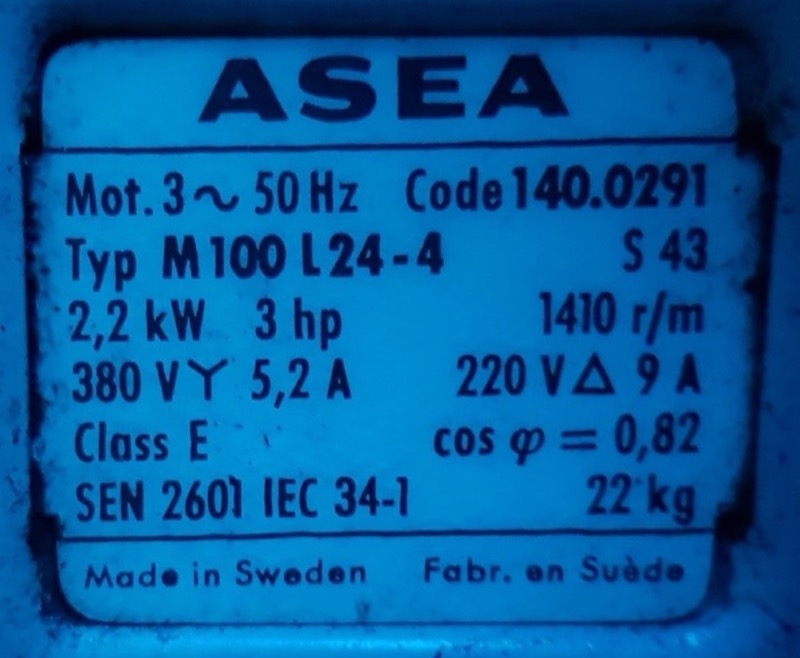 ASEA
Mot. 3~ 50 Hz Code 140.0291
Typ M 100 L 24-4 S 43
2,2 kW 3 hp 1410 r/m
380 V Y 5,2 A 220 V Δ 9 A
Class E cos φ = 0,82
SEN 2601 IEC 34-1 22 kg
Made in Sweden Fabr. en Suède